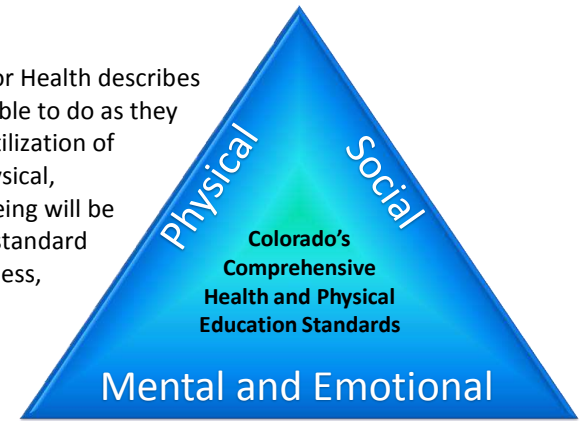 or Health describes
ble to do as they
tilization of
ysical,
eing will be
standard
ness,
Physical
Social
Colorado’s
Comprehensive
Health and Physical
Education Standards
Mental and Emotional